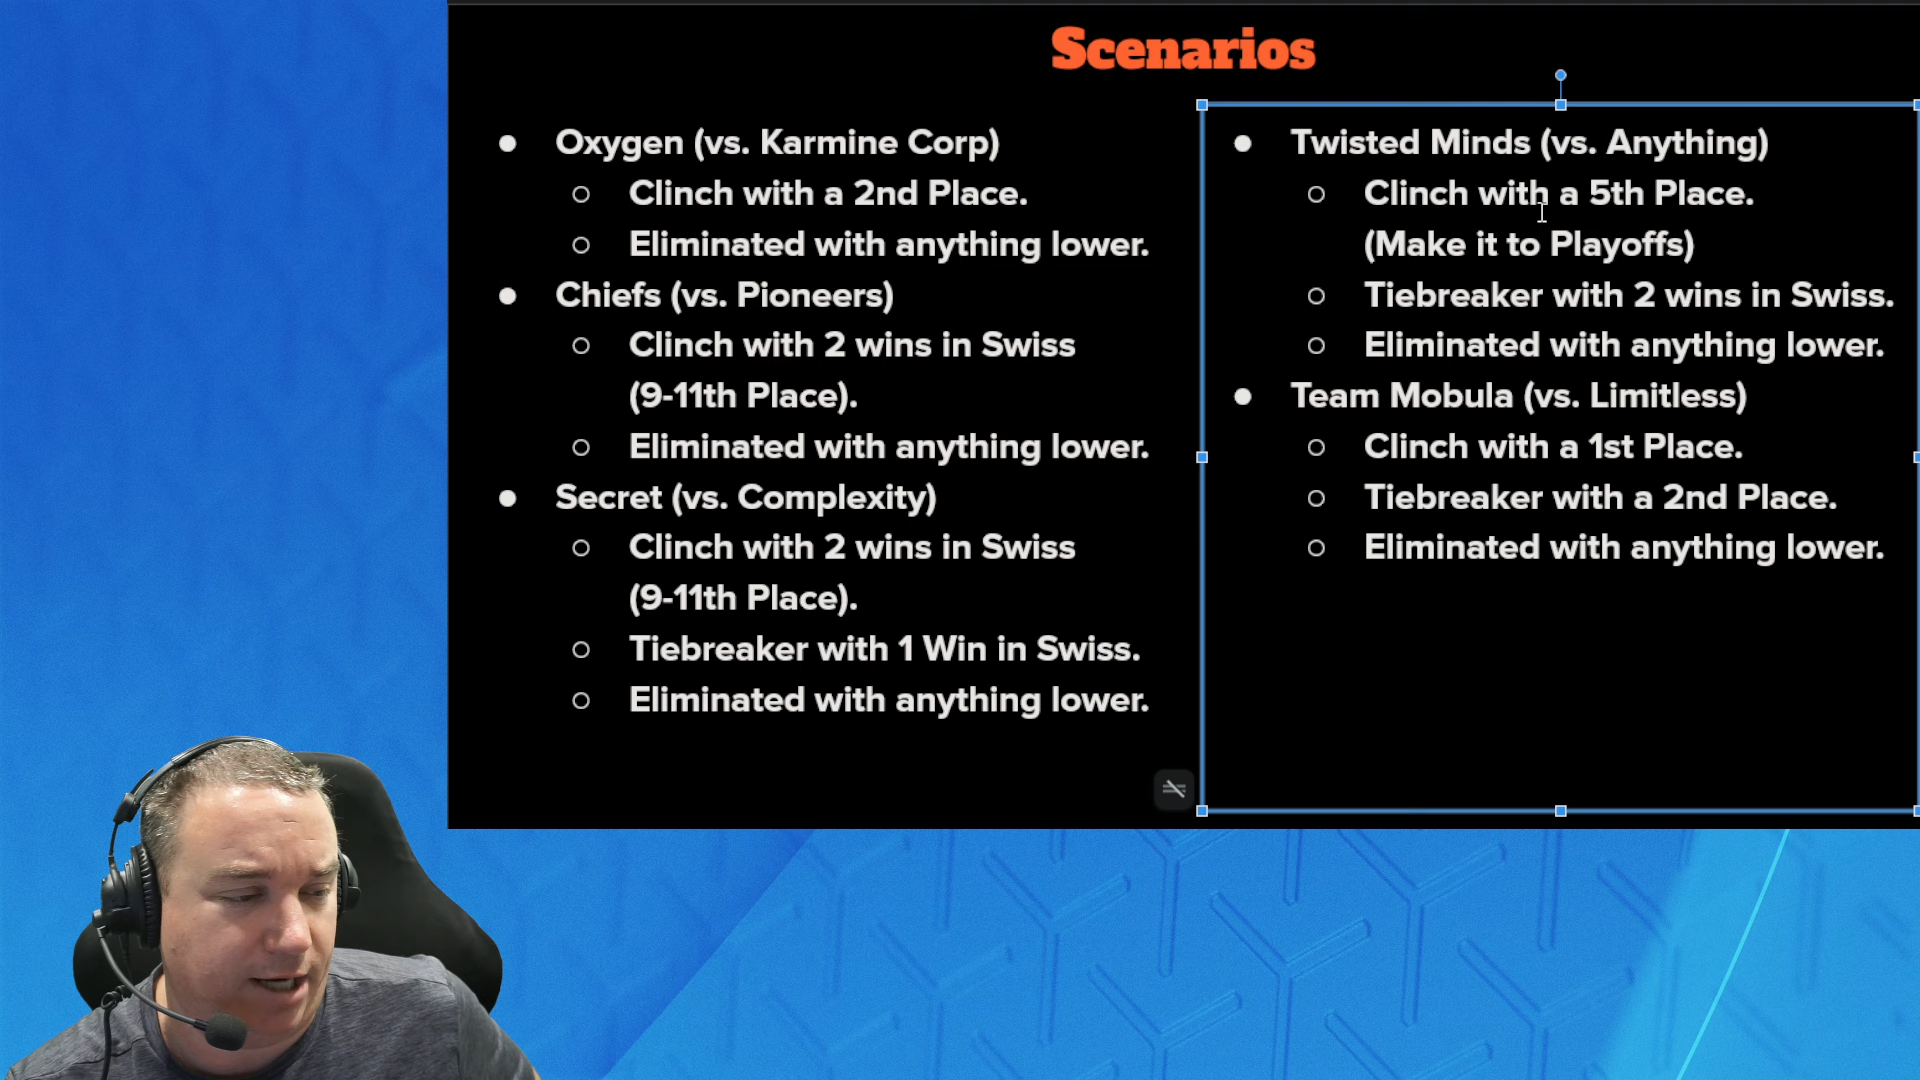 Scenarios
Oxygen (vs. Karmine Corp)
Clinch with a 2nd Place.
Eliminated with anything lower.
Chiefs (vs. Pioneers)
Clinch with 2 wins in Swiss
(9-11th Place).
Eliminated with anything lower.
Secret (vs. Complexity)
Clinch with 2 wins in Swiss
(9-11th Place).
Tiebreaker with 1 Win in Swiss.
Eliminated with anything lower.
Twisted Minds (vs. Anything)
Clinch with a 5th Place.
(Make it to Playoffs)
Tiebreaker with 2 wins in Swiss.
Eliminated with anything lower.
Team Mobula (vs. Limitless)
Clinch with a 1st Place.
Tiebreaker with a 2nd Place.
Eliminated with anything lower.